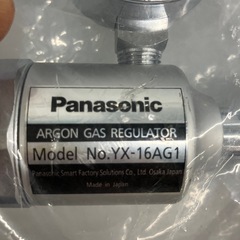 Panasonic
ARGON GAS REGULATOR
Model No.YX-16AG1
Panasonic Smart Factory Solutions Co., Ltd. Osaka Japan
Made in Japan